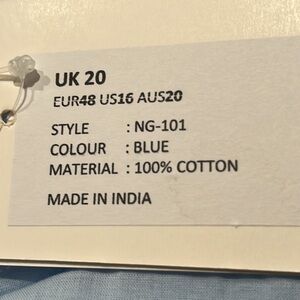 UK 20
EUR48 US16 AUS20
STYLE : NG-101
COLOUR : BLUE
MATERIAL : 100% COTTON
MADE IN INDIA